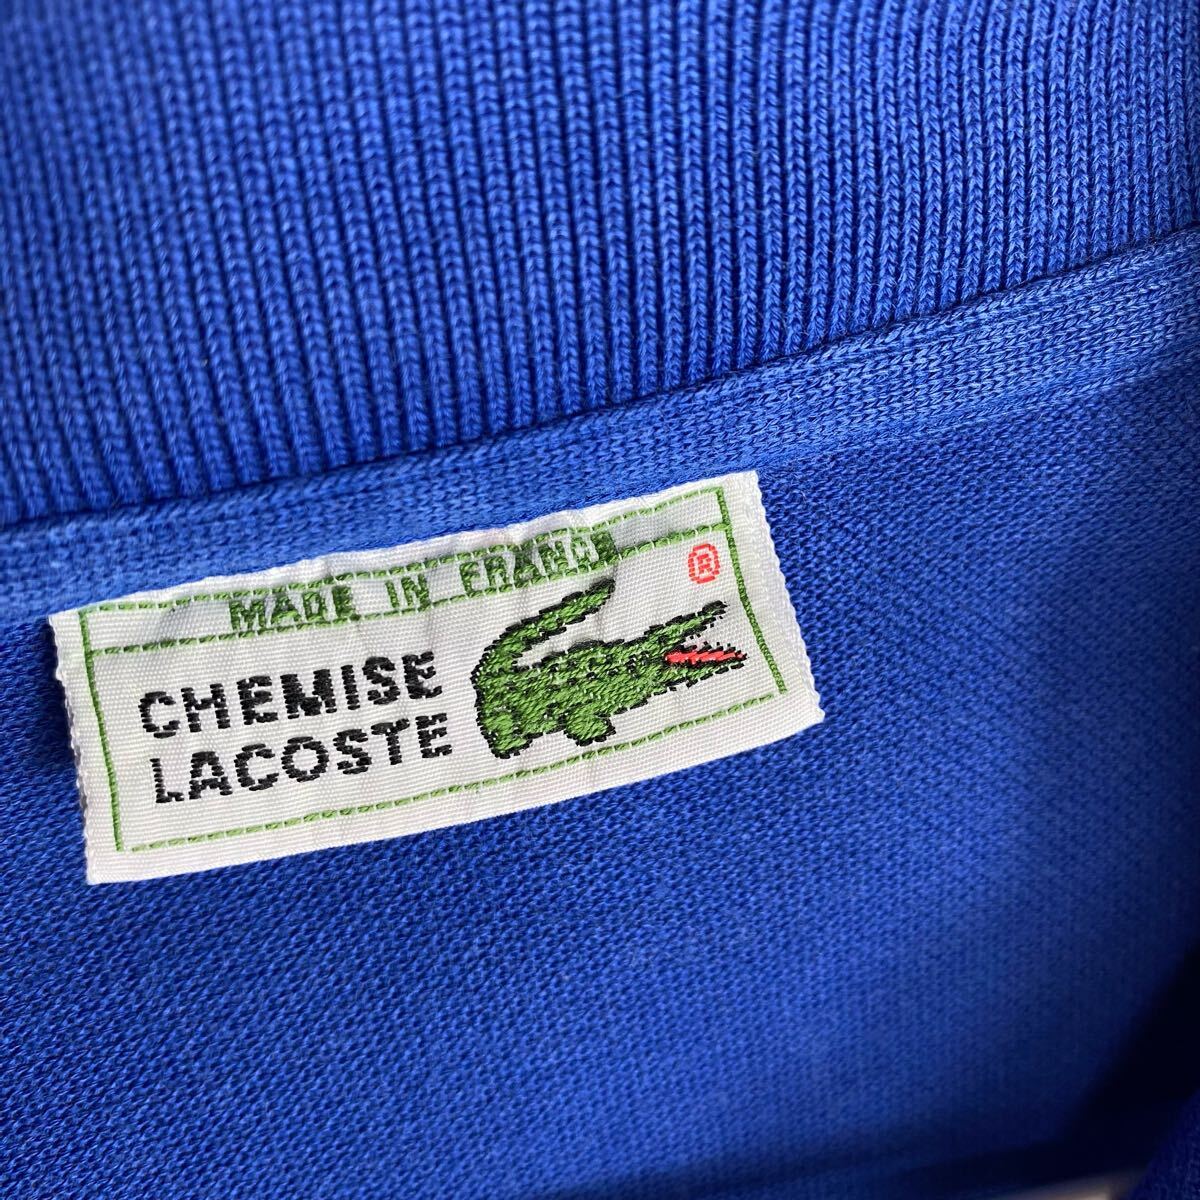 MADE IN FRANCE
®
CHEMISE
LACOSTE